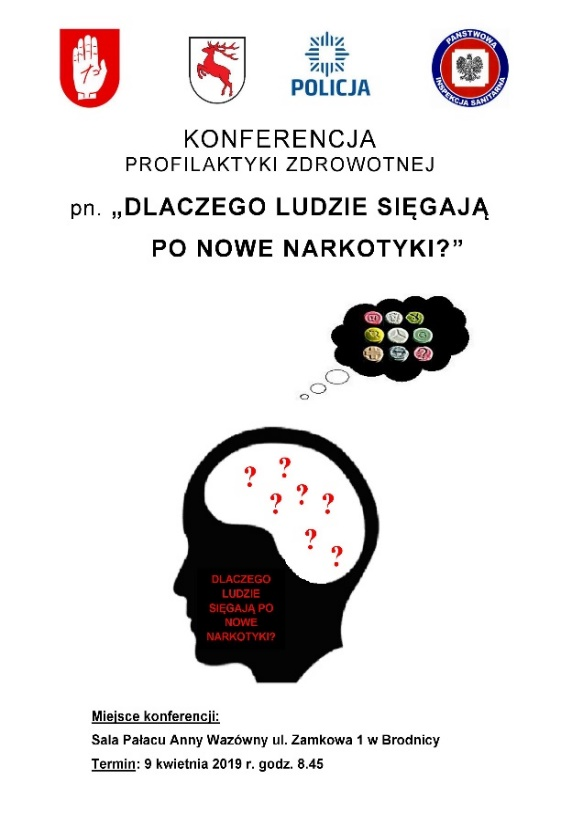 POLICJA
PAŃSTWOWA
INSPEKCJA SANITARNA
KONFERENCJA
PROFILAKTYKI ZDROWOTNEJ
pn. „DLACZEGO LUDZIE SIĘGAJĄ
PO NOWE NARKOTYKI?”
? ? ? ? ? ? ?
DLACZEGO
LUDZIE
SIĘGAJĄ PO
NOWE
NARKOTYKI?
Miejsce konferencji:
Sala Pałacu Anny Wazówny ul. Zamkowa 1 w Brodnicy
Termin: 9 kwietnia 2019 r. godz. 8.45